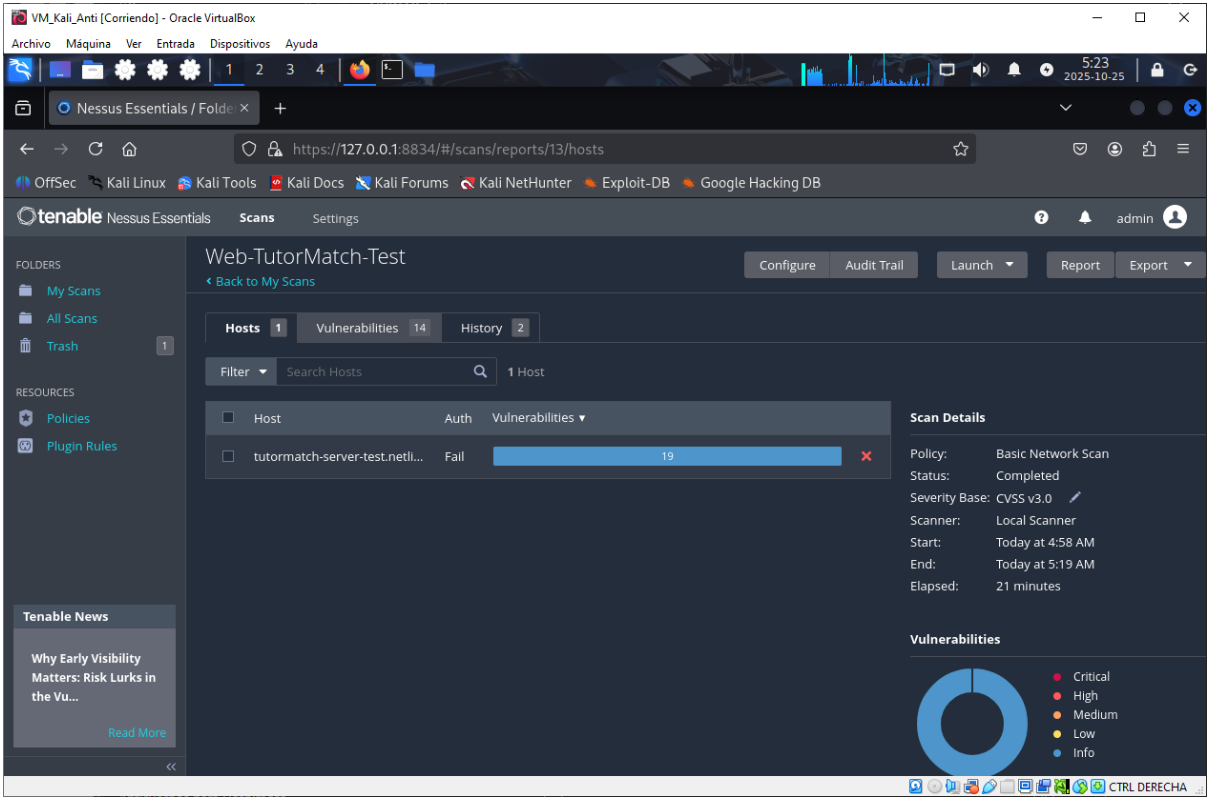 VM_Kali_Anti [Corriendo] - Oracle VirtualBox
Archivo Máquina Ver Entrada Dispositivos Ayuda
1 2 3 4
5:23
2025-10-25
Nessus Essentials / Folde
https://127.0.0.1:8834/#/scans/reports/13/hosts
OffSec Kali Linux Kali Tools Kali Docs Kali Forums Kali NetHunter Exploit-DB Google Hacking DB
tenable Nessus Essentials Scans Settings admin
FOLDERS
My Scans
All Scans
Trash 1
RESOURCES
Policies
Plugin Rules
Tenable News
Why Early Visibility
Matters: Risk Lurks in
the Vu...
Read More
Web-TutorMatch-Test
Back to My Scans
Configure Audit Trail Launch Report Export
Hosts 1 Vulnerabilities 14 History 2
Filter Search Hosts 1 Host
Host Auth Vulnerabilities
tutormatch-server-test.netli... Fail 19
Scan Details
Policy: Basic Network Scan
Status: Completed
Severity Base: CVSS v3.0
Scanner: Local Scanner
Start: Today at 4:58 AM
End: Today at 5:19 AM
Elapsed: 21 minutes
Vulnerabilities
Critical
High
Medium
Low
Info
CTRL DERECHA